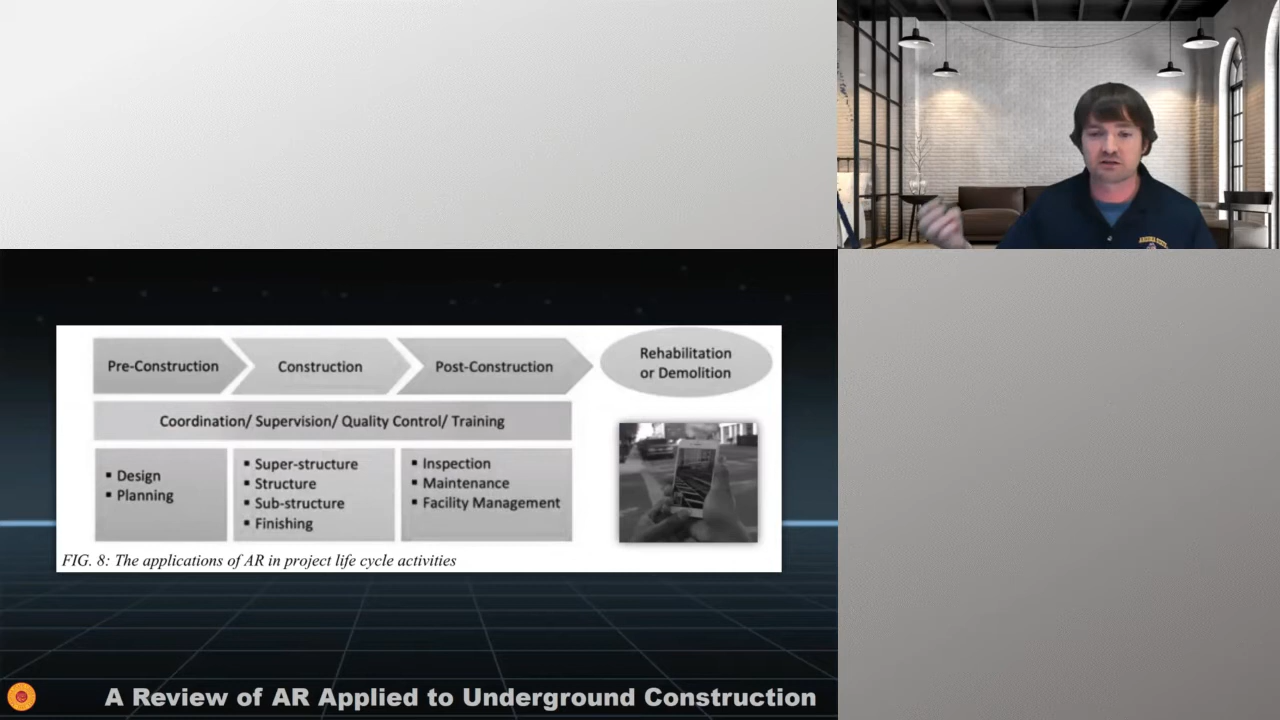 Pre-Construction
Construction
Post-Construction
Rehabilitation
or Demolition
Coordination/ Supervision/ Quality Control/ Training
▪ Design
▪ Planning
▪ Super-structure
▪ Structure
▪ Sub-structure
▪ Finishing
▪ Inspection
▪ Maintenance
▪ Facility Management
FIG. 8: The applications of AR in project life cycle activities
A Review of AR Applied to Underground Construction